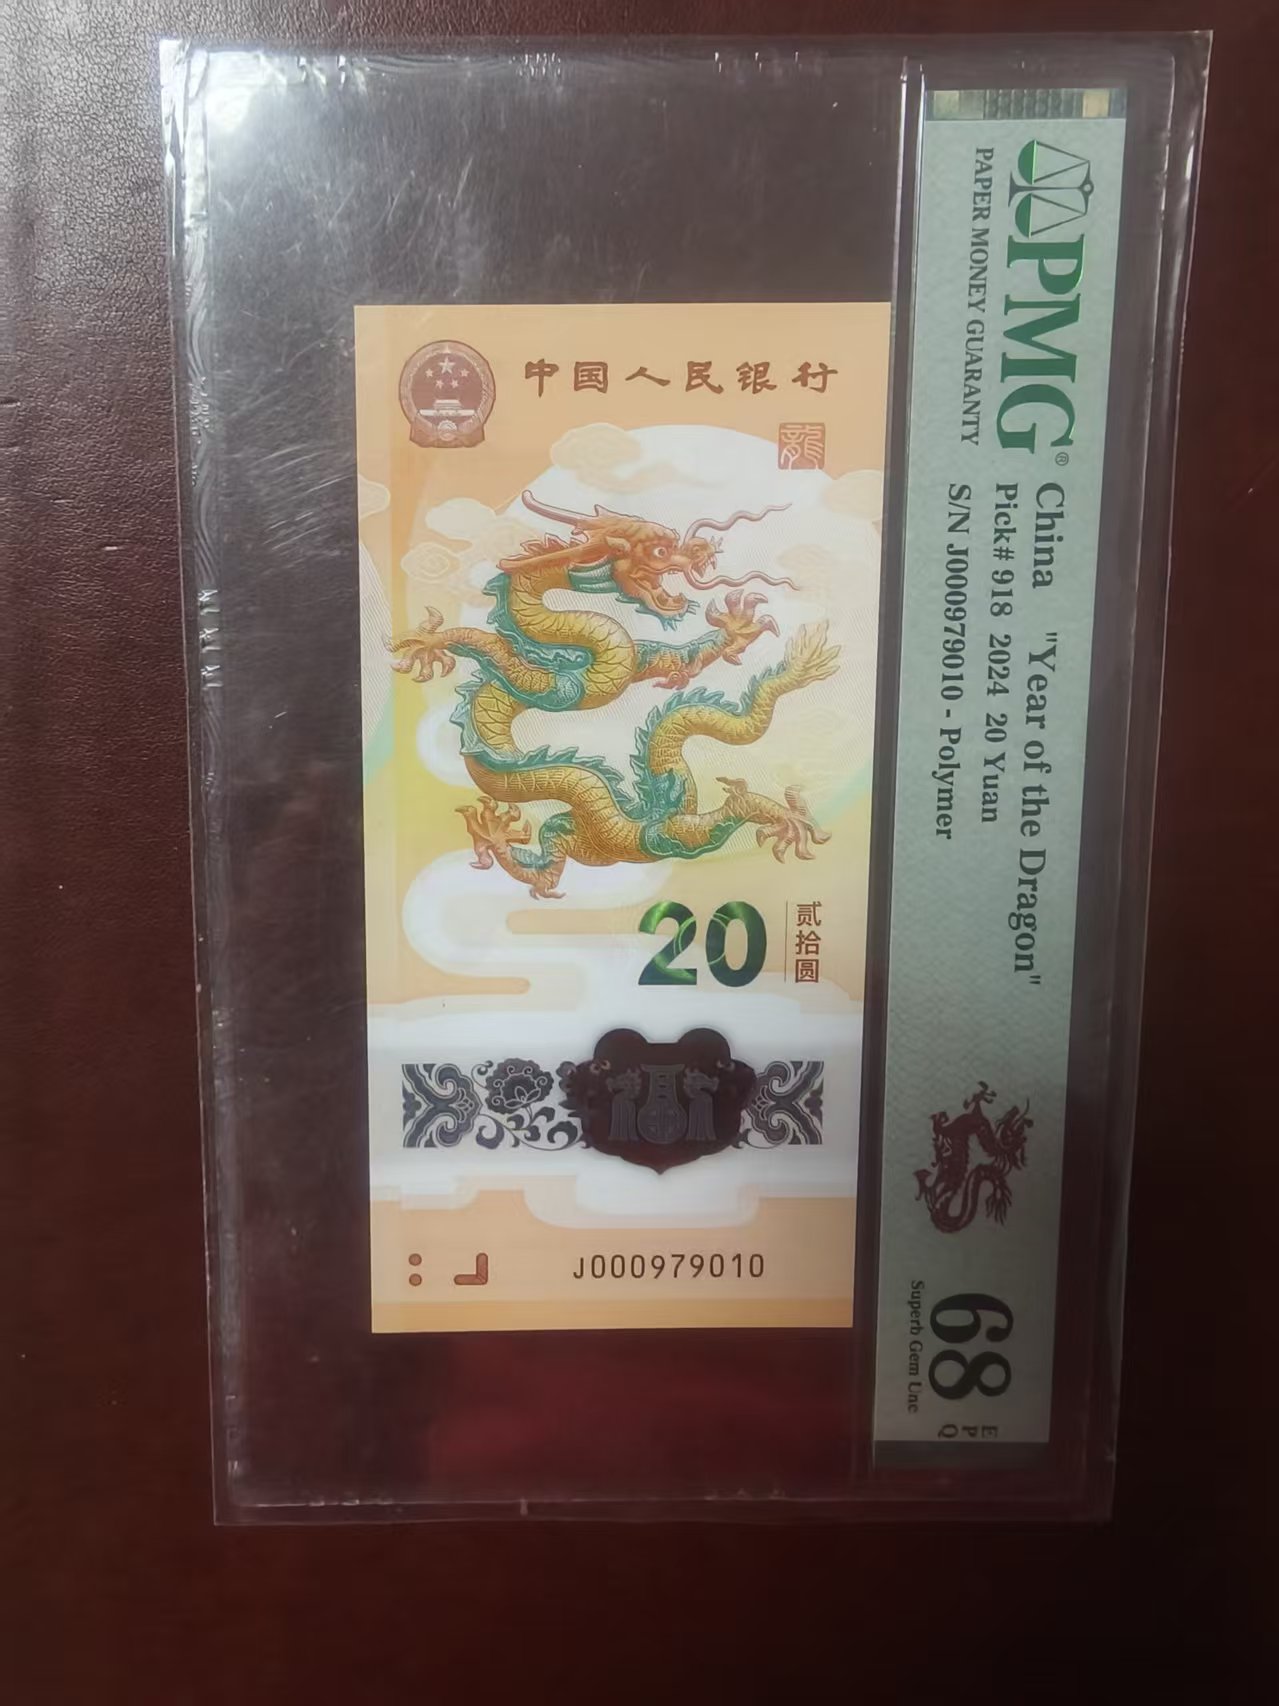 中国人民银行
龍
20
贰拾圆
J000979010
PMG®
PAPER MONEY GUARANTY
China "Year of the Dragon"
Pick# 918 2024 20 Yuan
S/N J000979010 - Polymer
68
EPQ
Superb Gem Unc